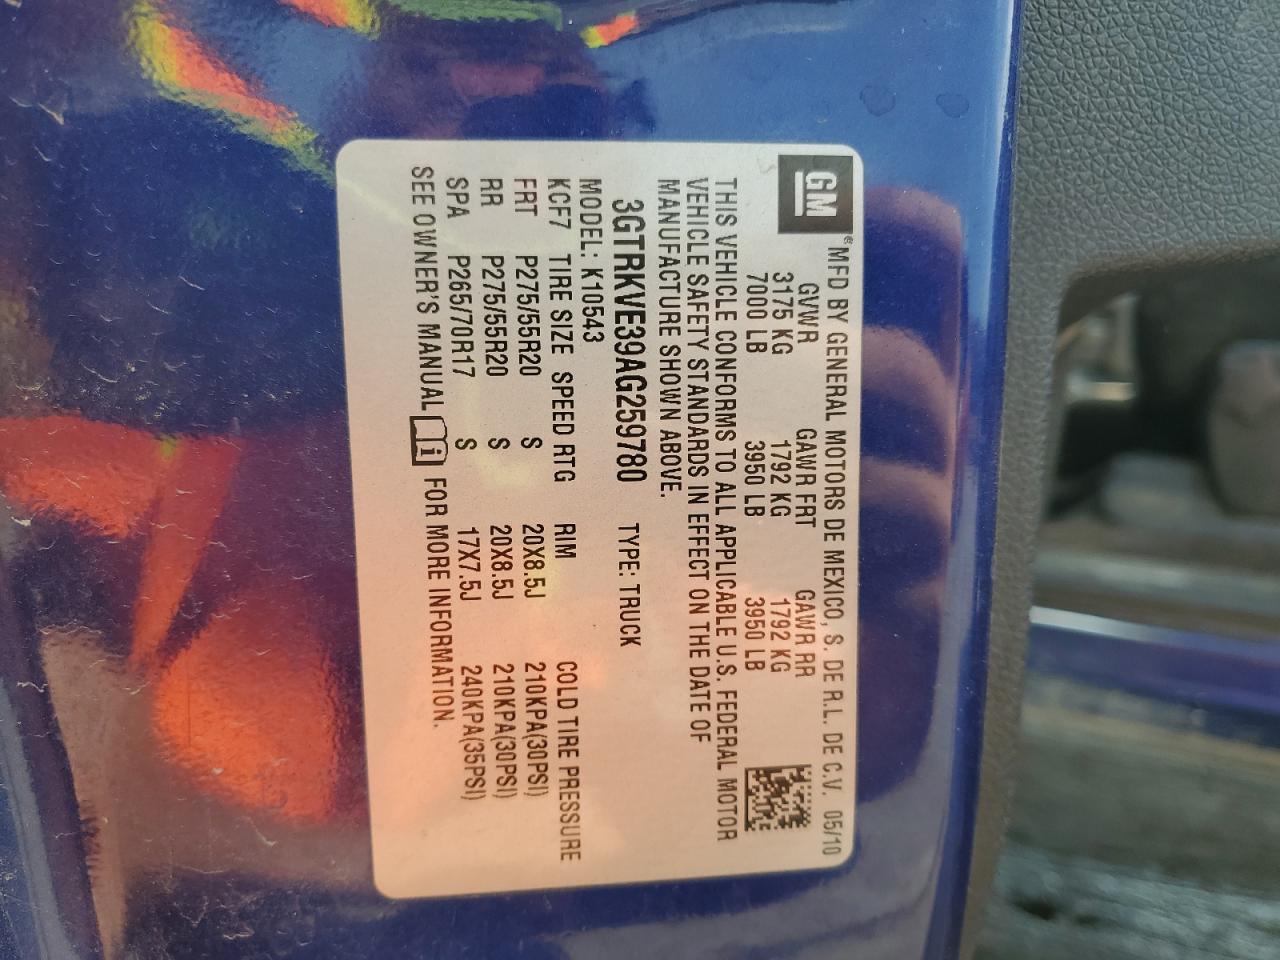 GM® MFD BY GENERAL MOTORS DE MEXICO, S. DE R.L. DE C.V. 05/10
GVWR GAWR FRT GAWR RR
3175 KG 1792 KG 1792 KG
7000 LB 3950 LB 3950 LB
THIS VEHICLE CONFORMS TO ALL APPLICABLE U.S. FEDERAL MOTOR
VEHICLE SAFETY STANDARDS IN EFFECT ON THE DATE OF
MANUFACTURE SHOWN ABOVE.
3GTRKVE39AG259780 TYPE: TRUCK
MODEL: K10543
KCF7 TIRE SIZE SPEED RTG RIM COLD TIRE PRESSURE
FRT P275/55R20 S 20X8.5J 210KPA(30PSI)
RR P275/55R20 S 20X8.5J 210KPA(30PSI)
SPA P265/70R17 S 17X7.5J 240KPA(35PSI)
SEE OWNER'S MANUAL i FOR MORE INFORMATION.